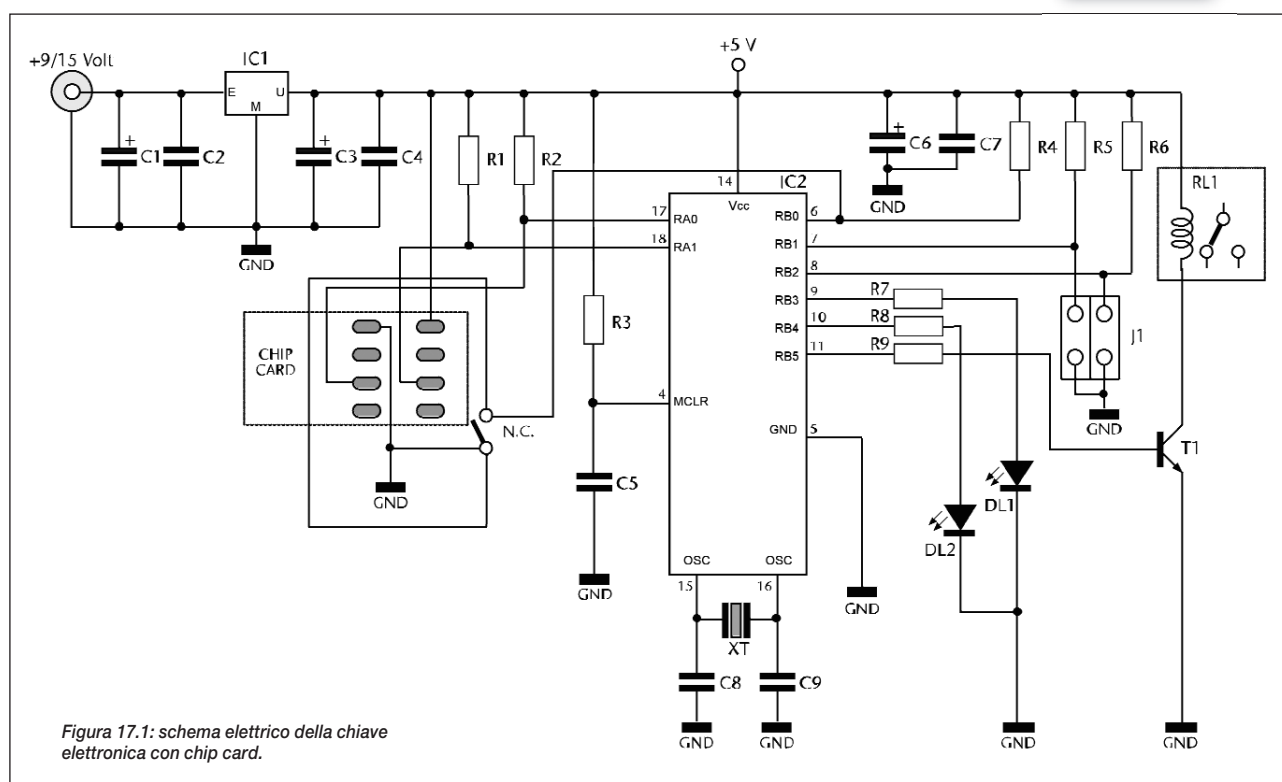 +9/15 Volt
IC1
E
U
M
+
C1
C2
+
C3
C4
GND
+5 V
R1
R2
R3
+
C6
C7
GND
R4
R5
R6
RL1
14
IC2
Vcc
17
RA0
18
RA1
RB0
6
RB1
7
RB2
8
RB3
9
R7
RB4
10
R8
RB5
11
R9
J1
GND
CHIP
CARD
N.C.
GND
4
MCLR
C5
GND
GND
5
GND
T1
DL1
DL2
OSC
OSC
15
16
XT
C8
C9
GND
GND
GND
GND
Figura 17.1: schema elettrico della chiave
elettronica con chip card.